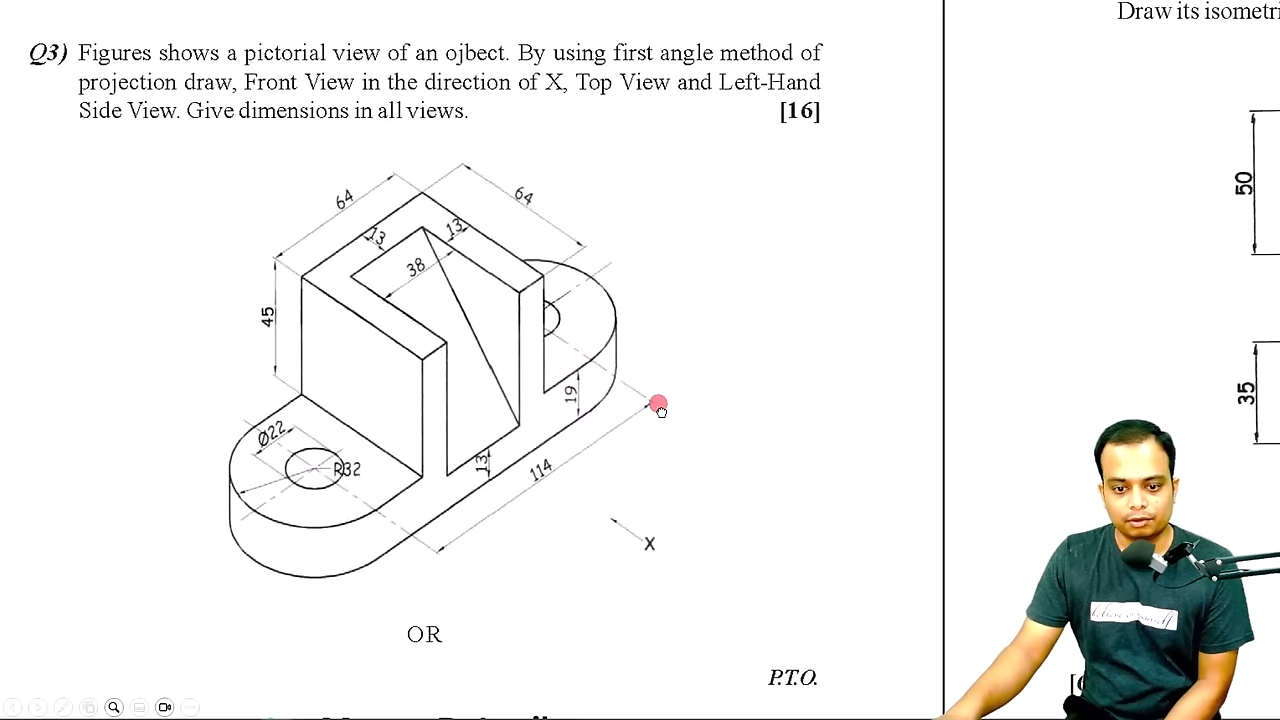 Draw its isometri
Q3) Figures shows a pictorial view of an ojbect. By using first angle method of
projection draw, Front View in the direction of X, Top View and Left-Hand
Side View. Give dimensions in all views. [16]
64
64
13
13
38
50
45
35
19
Ø22
R32
13
114
X
OR
P.T.O.